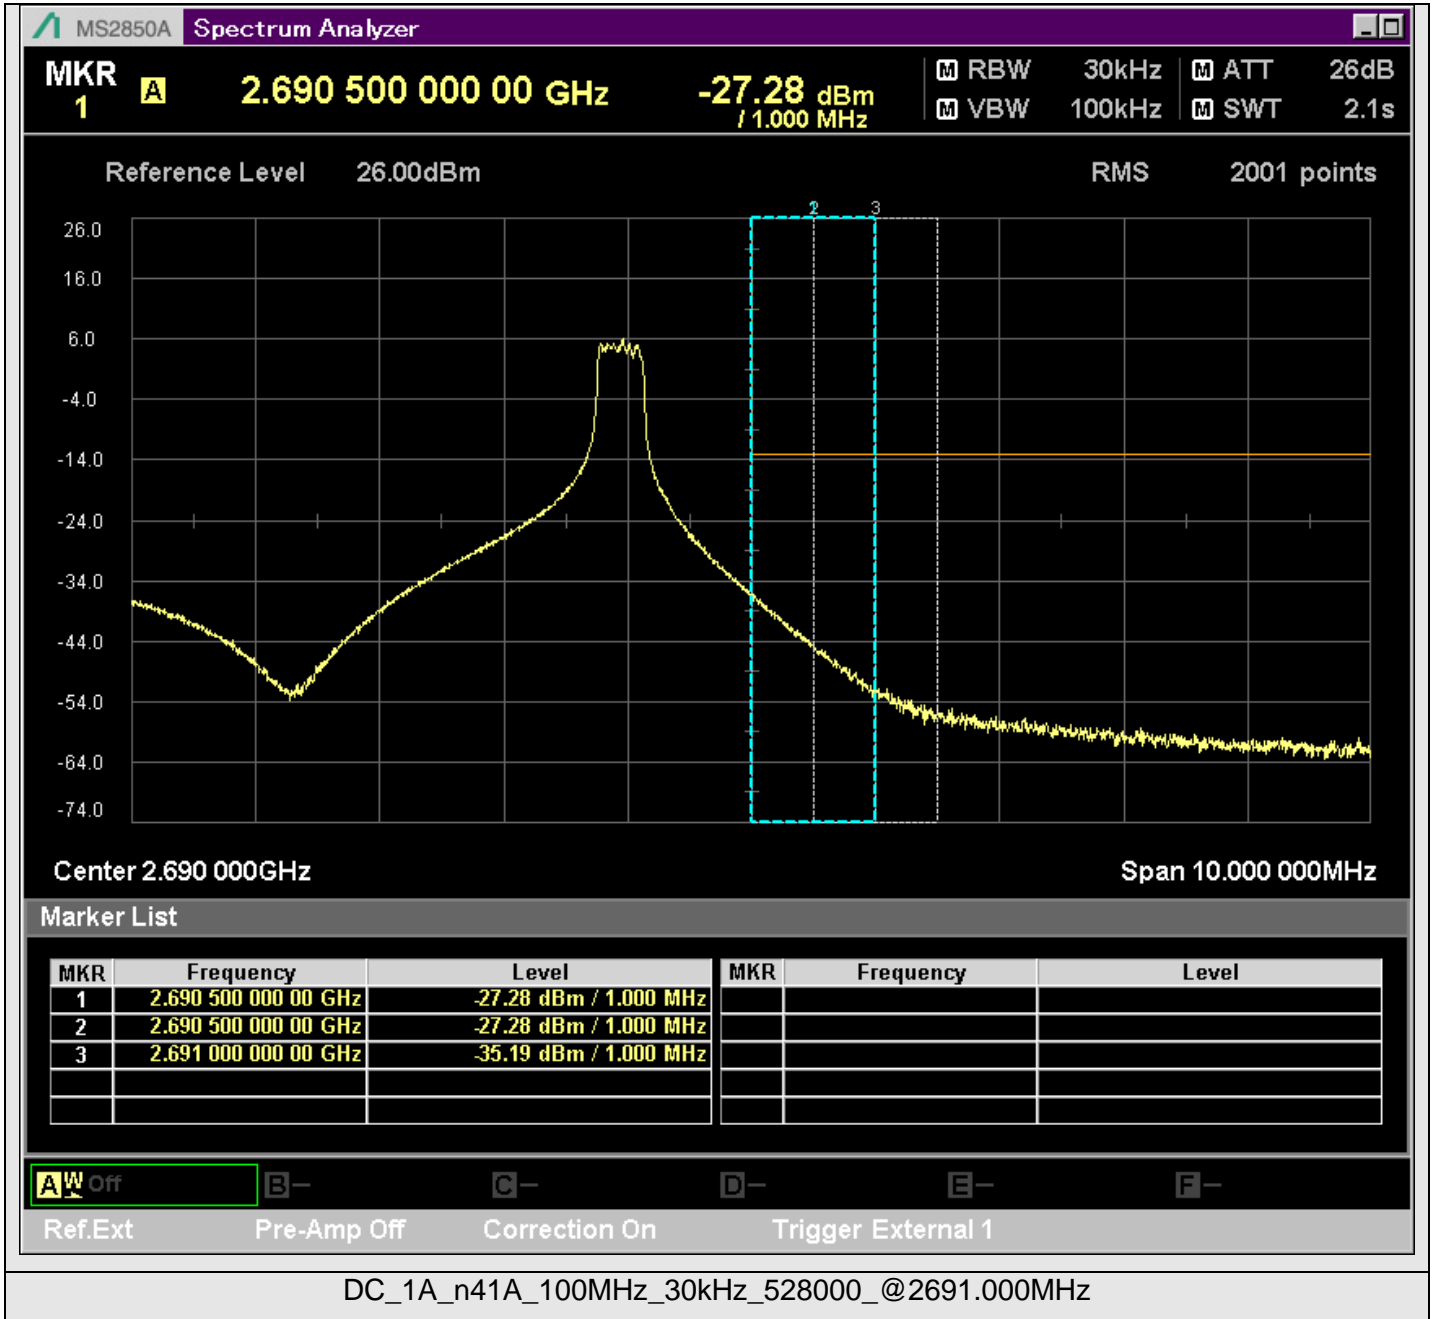 MS2850A Spectrum Analyzer
MKR 1 A 2.690 500 000 00 GHz -27.28 dBm / 1.000 MHz
M RBW 30kHz M ATT 26dB
M VBW 100kHz M SWT 2.1s
Reference Level 26.00dBm RMS 2001 points
2 3
26.0
16.0
6.0
-4.0
-14.0
-24.0
-34.0
-44.0
-54.0
-64.0
-74.0
Center 2.690 000GHz Span 10.000 000MHz
Marker List
MKR Frequency Level MKR Frequency Level
1 2.690 500 000 00 GHz -27.28 dBm / 1.000 MHz
2 2.690 500 000 00 GHz -27.28 dBm / 1.000 MHz
3 2.691 000 000 00 GHz -35.19 dBm / 1.000 MHz
A W Off B - C - D - E - F -
Ref.Ext Pre-Amp Off Correction On Trigger External 1
DC_1A_n41A_100MHz_30kHz_528000_@2691.000MHz